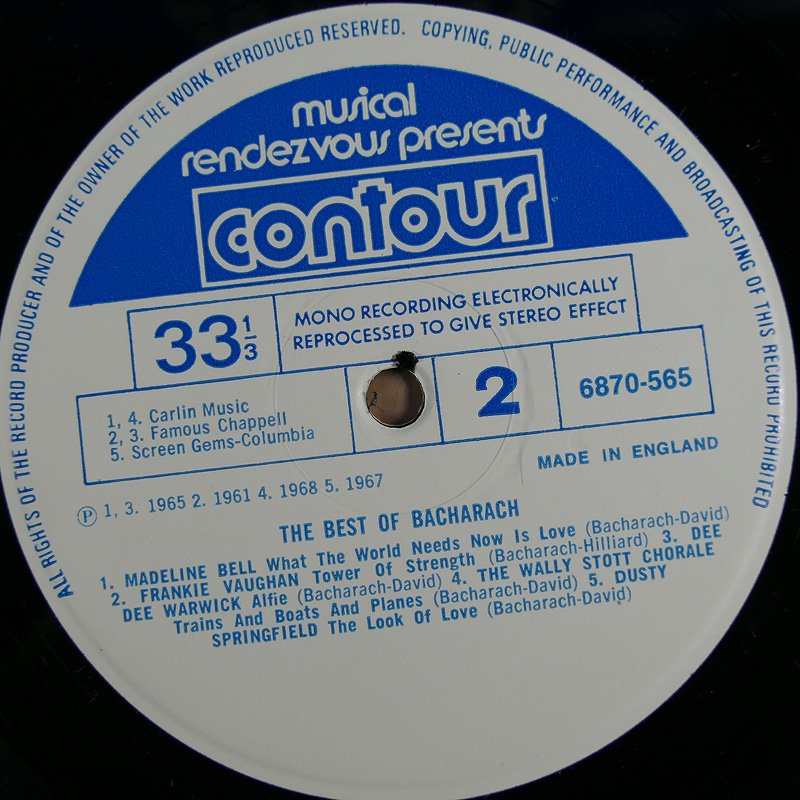 ALL RIGHTS OF THE RECORD PRODUCER AND OF THE OWNER OF THE WORK REPRODUCED RESERVED. COPYING, PUBLIC PERFORMANCE AND BROADCASTING OF THIS RECORD PROHIBITED
musical
rendezvous presents
contour
33 1/3
MONO RECORDING ELECTRONICALLY
REPROCESSED TO GIVE STEREO EFFECT
1, 4. Carlin Music
2, 3. Famous Chappell
5. Screen Gems-Columbia
2
6870-565
MADE IN ENGLAND
Ⓟ 1, 3. 1965 2. 1961 4. 1968 5. 1967
THE BEST OF BACHARACH
1. MADELINE BELL What The World Needs Now Is Love (Bacharach-David)
2. FRANKIE VAUGHAN Tower Of Strength (Bacharach-Hilliard) 3. DEE
DEE WARWICK Alfie (Bacharach-David) 4. THE WALLY STOTT CHORALE
Trains And Boats And Planes (Bacharach-David) 5. DUSTY
SPRINGFIELD The Look Of Love (Bacharach-David)